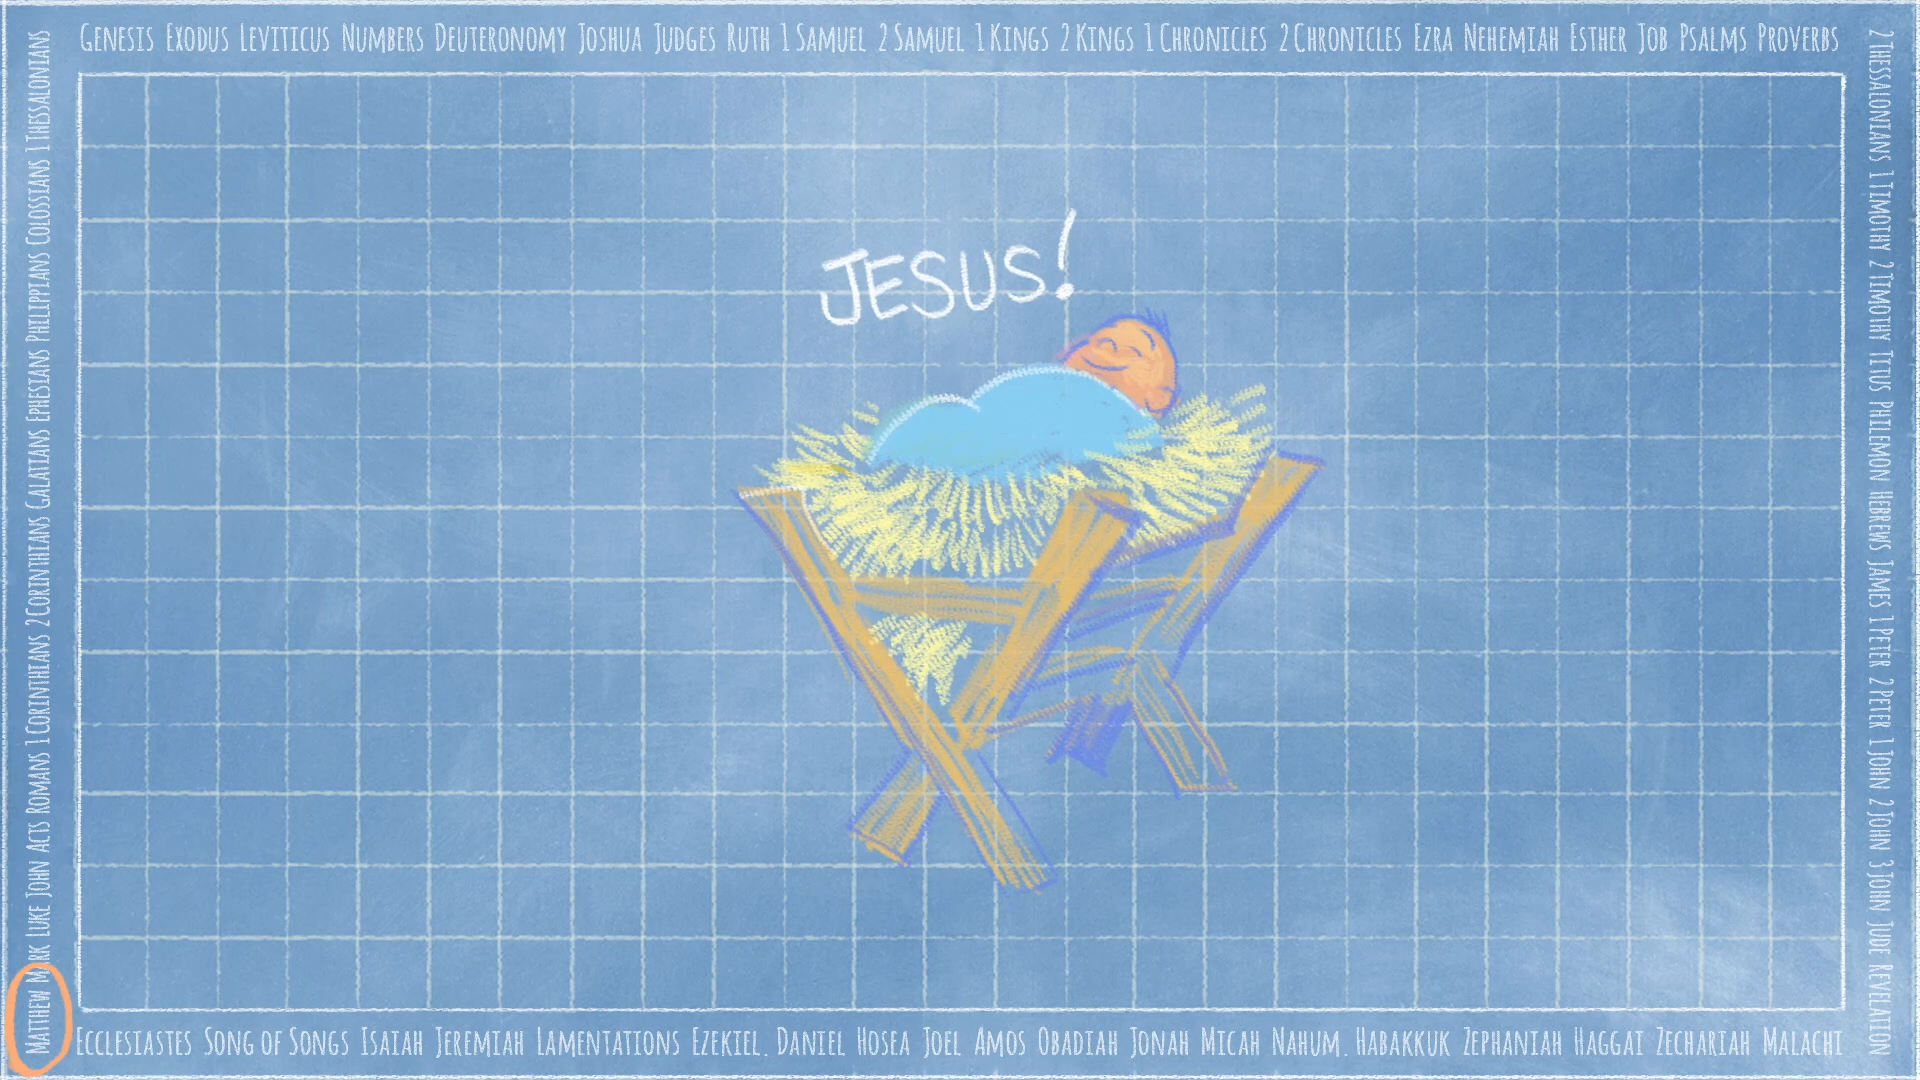 GENESIS EXODUS LEVITICUS NUMBERS DEUTERONOMY JOSHUA JUDGES RUTH 1 SAMUEL 2 SAMUEL 1 KINGS 2 KINGS 1 CHRONICLES 2 CHRONICLES EZRA NEHEMIAH ESTHER JOB PSALMS PROVERBS
JESUS!
ECCLESIASTES SONG OF SONGS ISAIAH JEREMIAH LAMENTATIONS EZEKIEL. DANIEL HOSEA JOEL AMOS OBADIAH JONAH MICAH NAHUM. HABAKKUK ZEPHANIAH HAGGAI ZECHARIAH MALACHI
MATTHEW MARK LUKE JOHN ACTS ROMANS 1 CORINTHIANS 2 CORINTHIANS GALATIANS EPHESIANS PHILIPPIANS COLOSSIANS 1 THESSALONIANS
2 THESSALONIANS 1 TIMOTHY 2 TIMOTHY TITUS PHILEMON HEBREWS JAMES 1 PETER 2 PETER 1 JOHN 2 JOHN 3 JOHN JUDE REVELATION